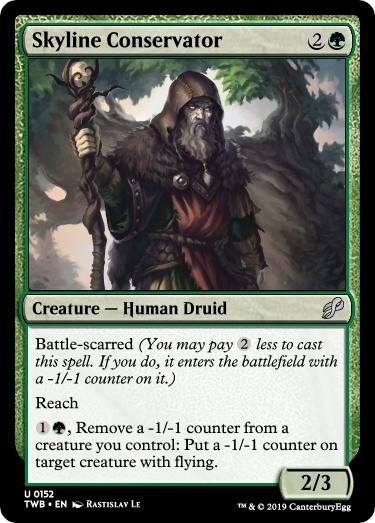 Skyline Conservator 2
Creature — Human Druid
Battle-scarred (You may pay 2 less to cast
this spell. If you do, it enters the battlefield with
a -1/-1 counter on it.)
Reach
1, Remove a -1/-1 counter from a
creature you control: Put a -1/-1 counter on
target creature with flying.
2/3
U 0152
TWB • EN Rastislav Le
™ & © 2019 CanterburyEgg